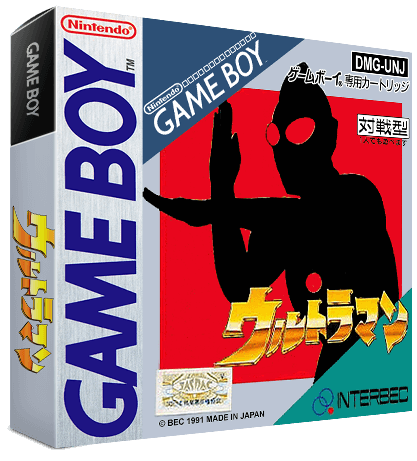 Nintendo
GAME BOY
GAME BOY™
ウルトラマン
Nintendo
GAME BOY
DMG-UNJ
ゲームボーイ専用カートリッジ
対戦型
ウルトラマン
© BEC 1991 MADE IN JAPAN
INTERBEC